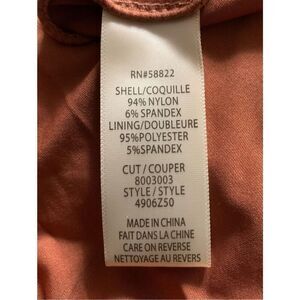 RN#58822
SHELL/COQUILLE
94% NYLON
6% SPANDEX
LINING/DOUBLEURE
95%POLYESTER
5%SPANDEX
CUT / COUPER
8003003
STYLE / STYLE
4906Z50
MADE IN CHINA
FAIT DANS LA CHINE
CARE ON REVERSE
NETTOYAGE AU REVERS